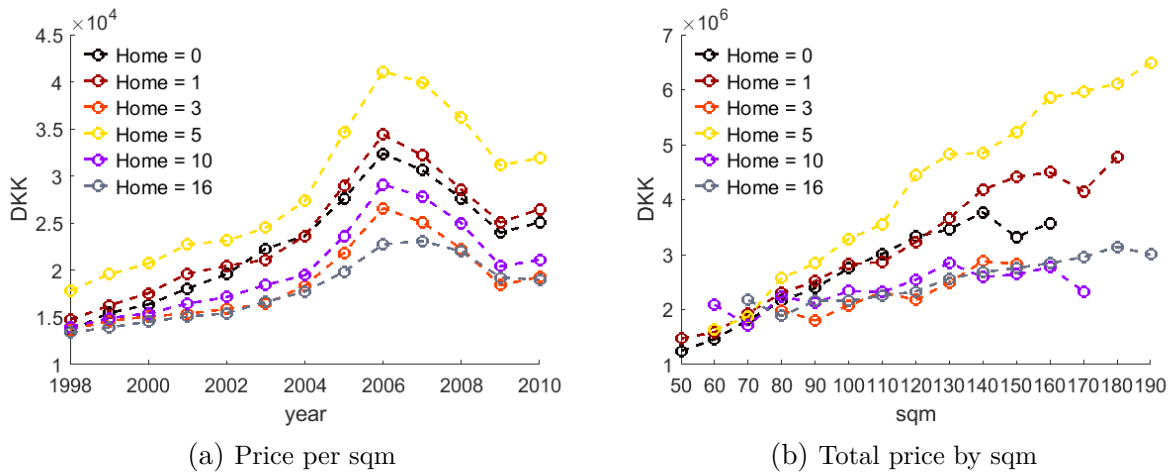 ×10⁴
4.5
4
3.5
3
2.5
2
1.5
1
DKK
Home = 0
Home = 1
Home = 3
Home = 5
Home = 10
Home = 16
1998 2000 2002 2004 2006 2008 2010
year
(a) Price per sqm
×10⁶
7
6
5
4
3
2
1
DKK
Home = 0
Home = 1
Home = 3
Home = 5
Home = 10
Home = 16
50 60 70 80 90 100 110 120 130 140 150 160 170 180 190
sqm
(b) Total price by sqm